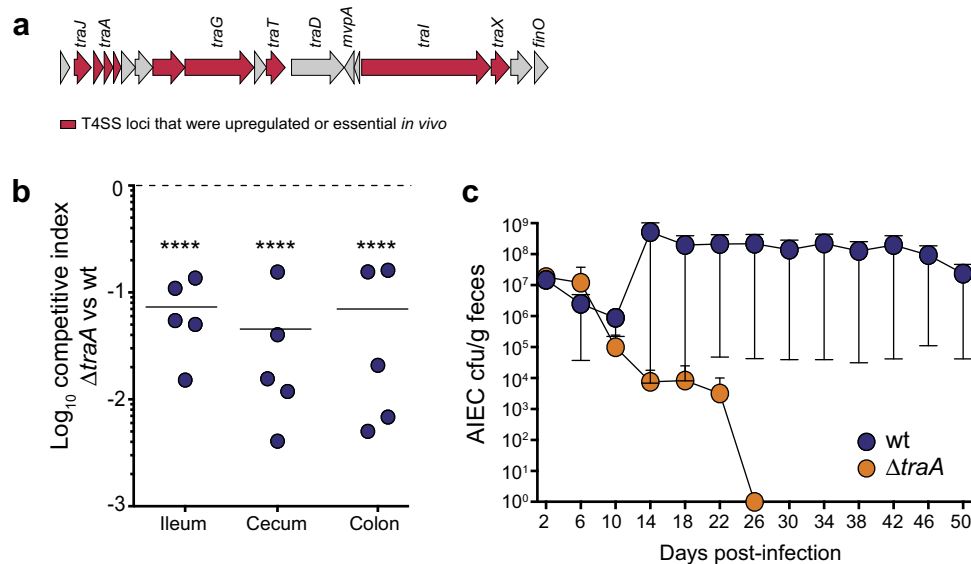 a
traJ traA traG traT traD mvpA traI traX finO
T4SS loci that were upregulated or essential in vivo
b
Log10 competitive index
ΔtraA vs wt
0
-1
-2
-3
**** **** ****
Ileum Cecum Colon
c
AIEC cfu/g feces
10⁹
10⁸
10⁷
10⁶
10⁵
10⁴
10³
10²
10¹
10⁰
wt
ΔtraA
2 6 10 14 18 22 26 30 34 38 42 46 50
Days post-infection